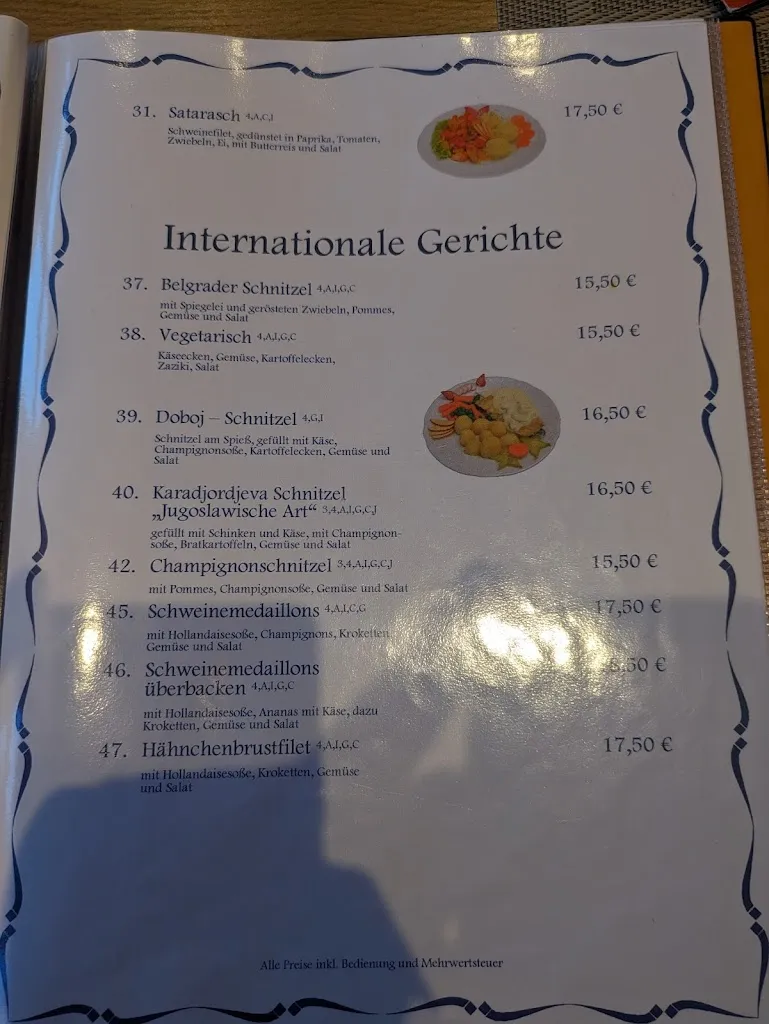 31. Satarasch 4,A,C,I 17,50 €
Schweinefilet, gedünstet in Paprika, Tomaten,
Zwiebeln, Ei, mit Butterreis und Salat
Internationale Gerichte
37. Belgrader Schnitzel 4,A,I,G,C 15,50 €
mit Spiegelei und gerösteten Zwiebeln, Pommes,
Gemüse und Salat
38. Vegetarisch 4,A,I,G,C 15,50 €
Käseecken, Gemüse, Kartoffelecken,
Zaziki, Salat
39. Doboj – Schnitzel 4,G,I 16,50 €
Schnitzel am Spieß, gefüllt mit Käse,
Champignonsoße, Kartoffelecken, Gemüse und
Salat
40. Karadjordjeva Schnitzel 16,50 €
„Jugoslawische Art“ 3,4,A,I,G,C,J
gefüllt mit Schinken und Käse, mit Champignon-
soße, Bratkartoffeln, Gemüse und Salat
42. Champignonschnitzel 3,4,A,I,G,C,J 15,50 €
mit Pommes, Champignonsoße, Gemüse und Salat
45. Schweinemedaillons 4,A,I,C,G 17,50 €
mit Hollandaisesoße, Champignons, Kroketten,
Gemüse und Salat
46. Schweinemedaillons
überbacken 4,A,I,G,C
mit Hollandaisesoße, Ananas mit Käse, dazu
Kroketten, Gemüse und Salat
47. Hähnchenbrustfilet 4,A,I,G,C 17,50 €
mit Hollandaisesoße, Kroketten, Gemüse
und Salat
Alle Preise inkl. Bedienung und Mehrwertsteuer